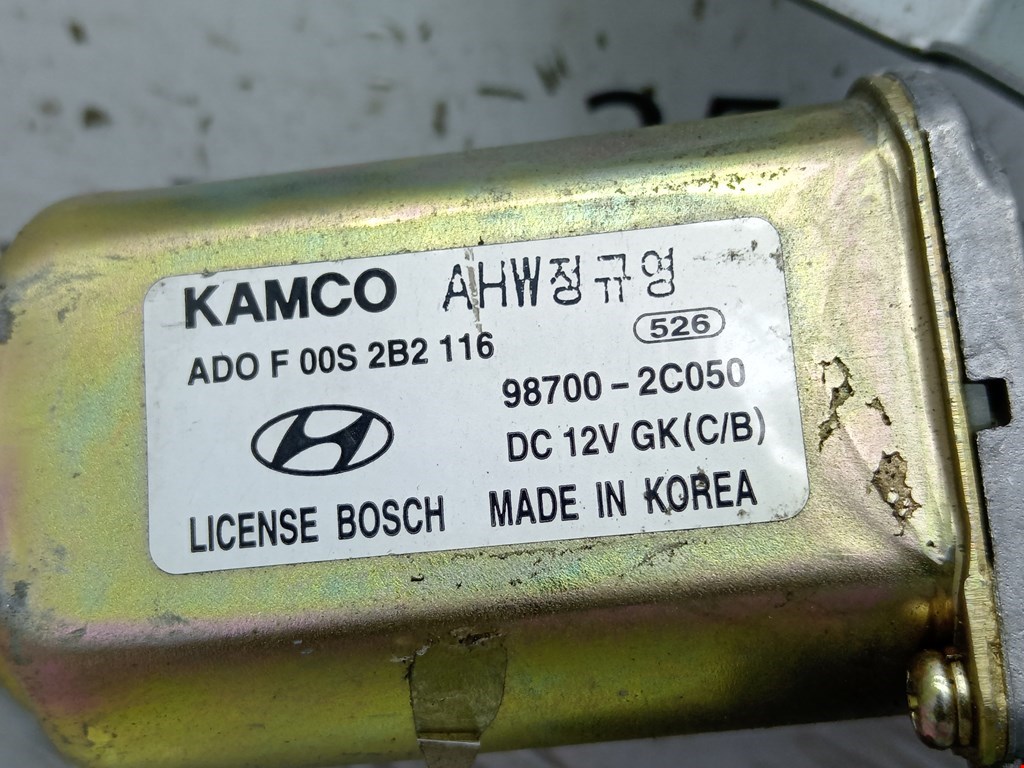 KAMCO AHW정규영
ADO F 00S 2B2 116 526
98700-2C050
DC 12V GK(C/B)
LICENSE BOSCH MADE IN KOREA